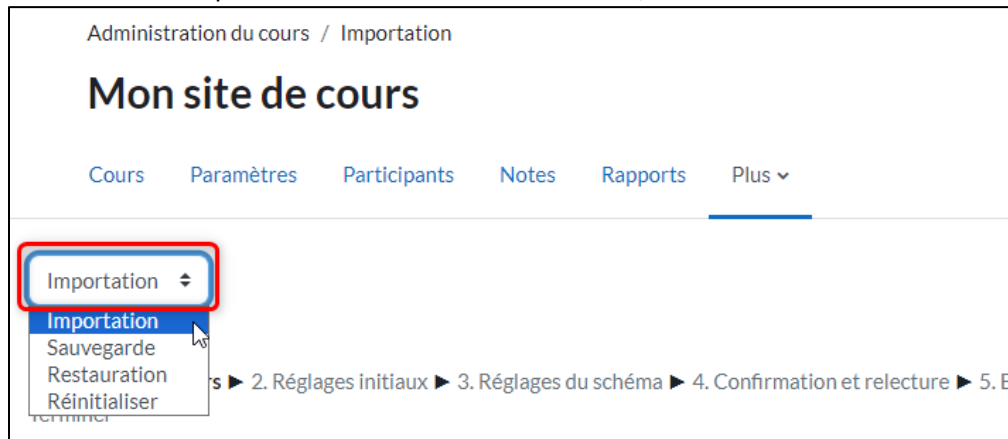 Administration du cours / Importation
Mon site de cours
Cours Paramètres Participants Notes Rapports Plus
Importation
Importation
Sauvegarde
Restauration
Réinitialiser
► 2. Réglages initiaux ► 3. Réglages du schéma ► 4. Confirmation et relecture ► 5.